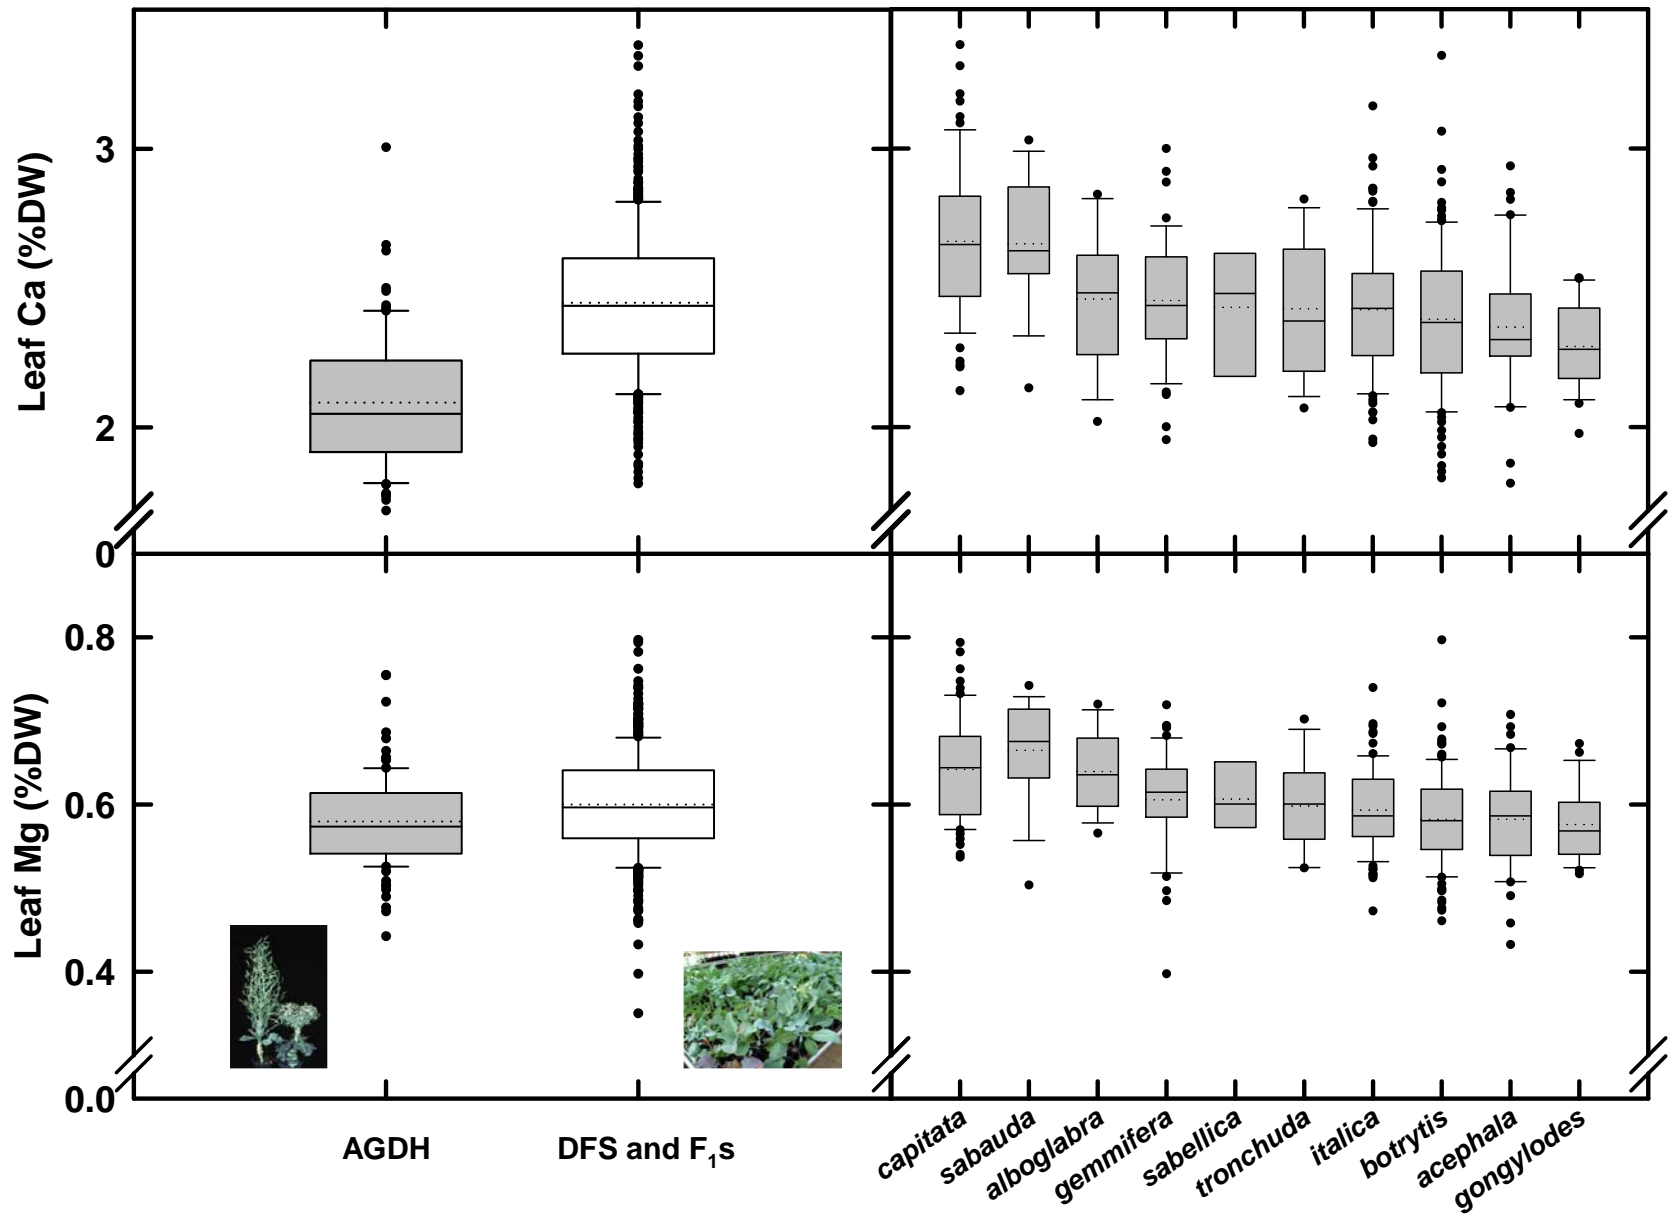 Leaf Ca (%DW)
3
2
0
Leaf Mg (%DW)
0.8
0.6
0.4
0.0
AGDH
DFS and F₁s
capitata
sabauda
alboglabra
gemmifera
sabellica
tronchuda
italica
botrytis
acephala
gongylodes